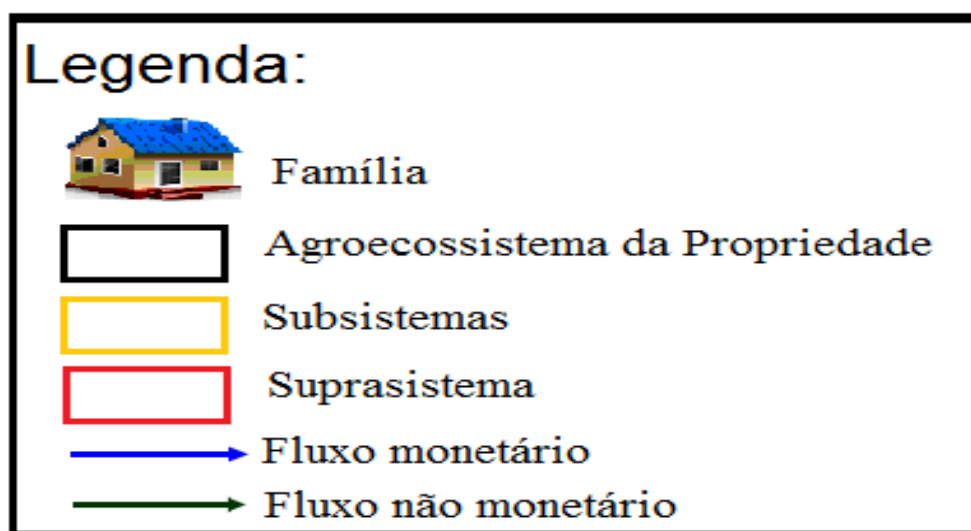 Legenda:
Família
Agroecossistema da Propriedade
Subsistemas
Suprasistema
Fluxo monetário
Fluxo não monetário